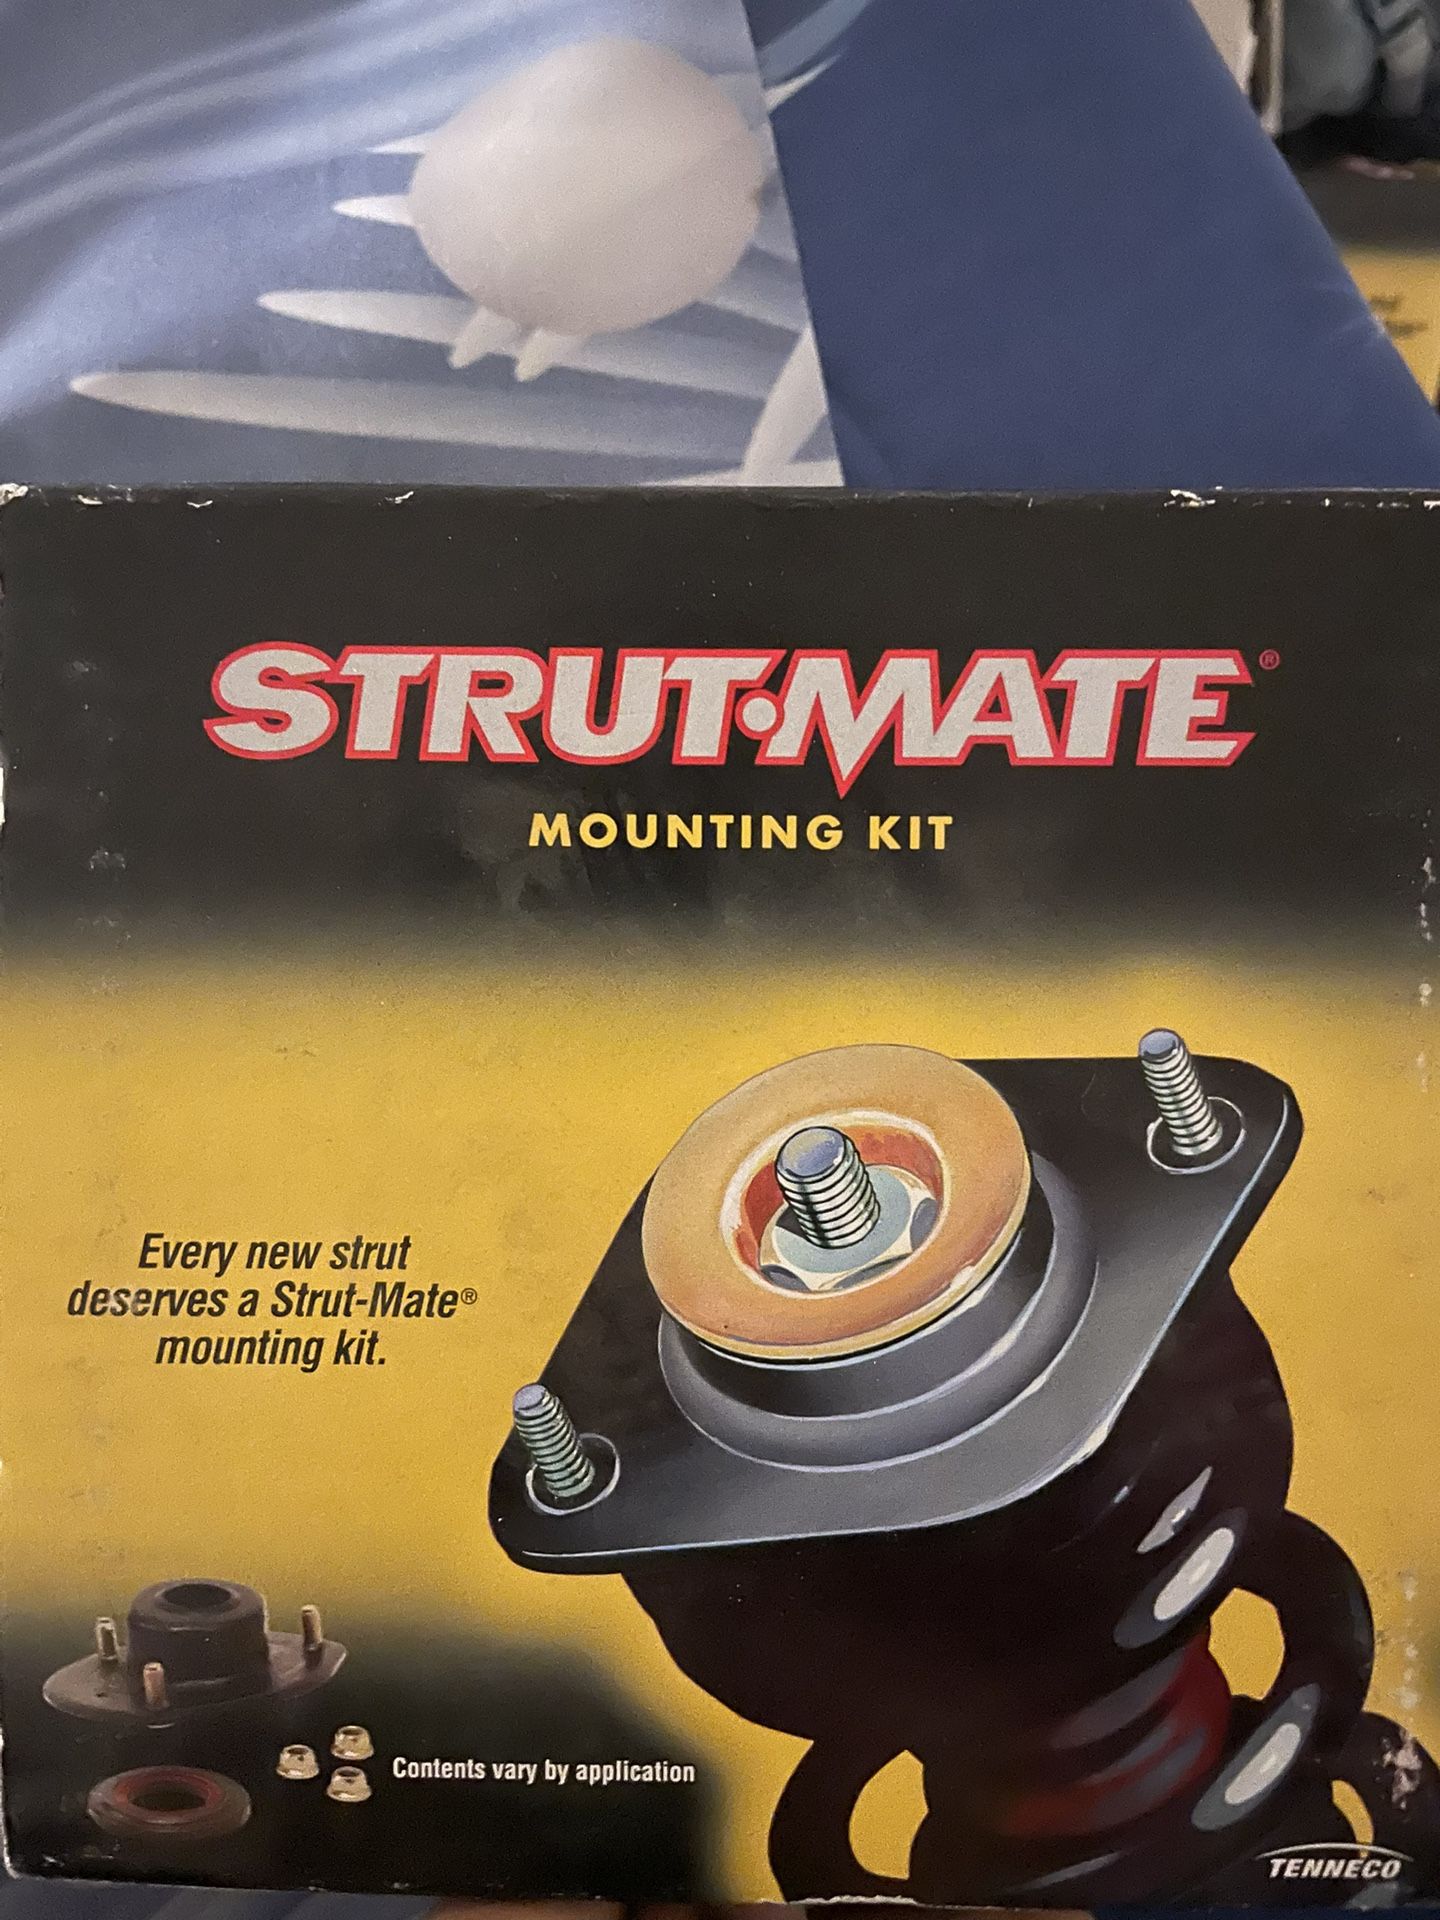 STRUT•MATE®
MOUNTING KIT
Every new strut
deserves a Strut-Mate®
mounting kit.
Contents vary by application
TENNECO